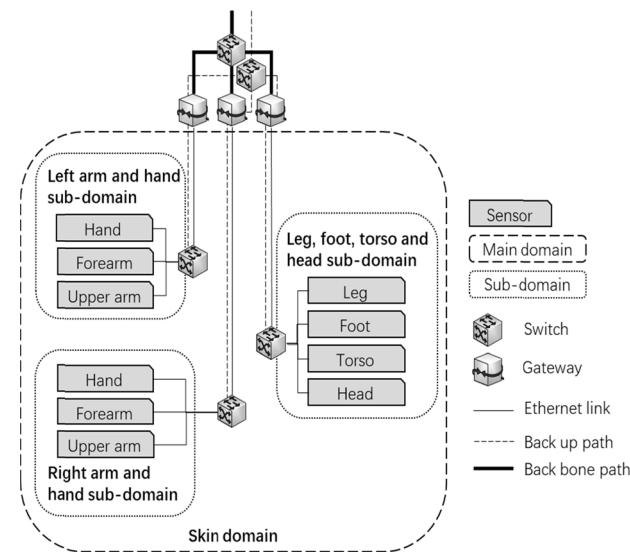 Left arm and hand
sub-domain
Hand
Forearm
Upper arm
Leg, foot, torso and
head sub-domain
Leg
Foot
Torso
Head
Hand
Forearm
Upper arm
Right arm and
hand sub-domain
Skin domain
Sensor
Main domain
Sub-domain
Switch
Gateway
Ethernet link
Back up path
Back bone path